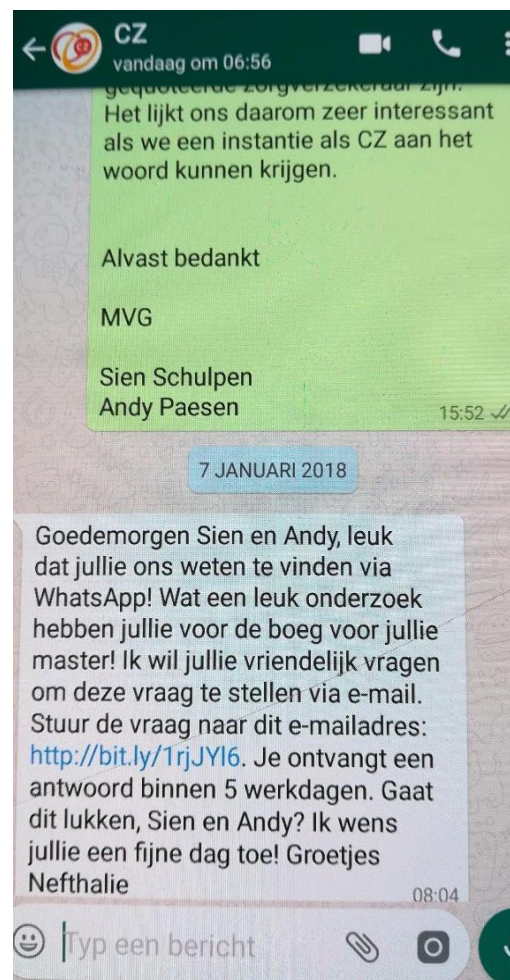 CZ
vandaag om 06:56
gequoteerde zorgverzekeraar zijn.
Het lijkt ons daarom zeer interessant
als we een instantie als CZ aan het
woord kunnen krijgen.
Alvast bedankt
MVG
Sien Schulpen
Andy Paesen
15:52
7 JANUARI 2018
Goedemorgen Sien en Andy, leuk
dat jullie ons weten te vinden via
WhatsApp! Wat een leuk onderzoek
hebben jullie voor de boeg voor jullie
master! Ik wil jullie vriendelijk vragen
om deze vraag te stellen via e-mail.
Stuur de vraag naar dit e-mailadres:
http://bit.ly/1rjJYI6. Je ontvangt een
antwoord binnen 5 werkdagen. Gaat
dit lukken, Sien en Andy? Ik wens
jullie een fijne dag toe! Groetjes
Nefthalie
08:04
Typ een bericht